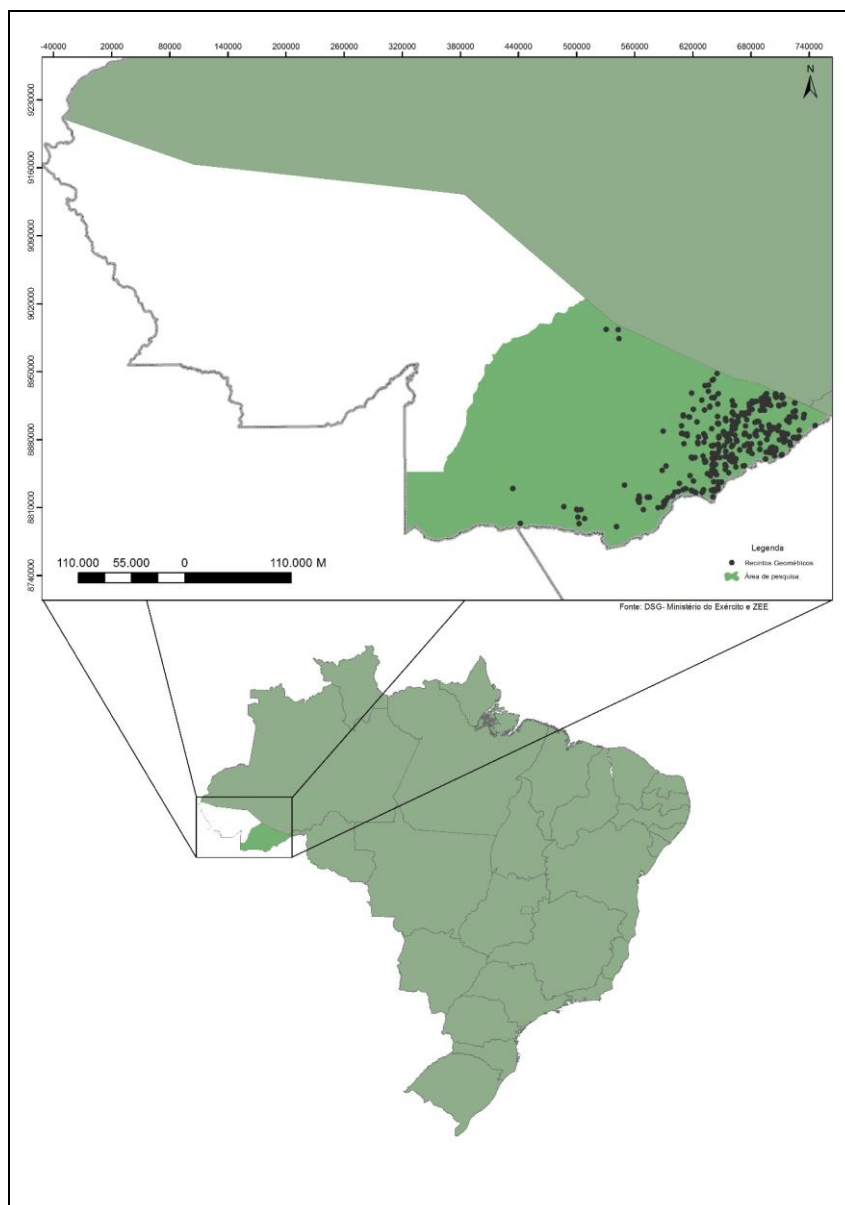 -40000 20000 80000 140000 200000 260000 320000 380000 440000 500000 560000 620000 680000 740000
N
9230000
9160000
9090000
9020000
8950000
8880000
8810000
8740000
110.000 55.000 0 110.000 M
Legenda
Recintos Geométricos
Área de pesquisa
Fonte: DSG- Ministério do Exército e ZEE